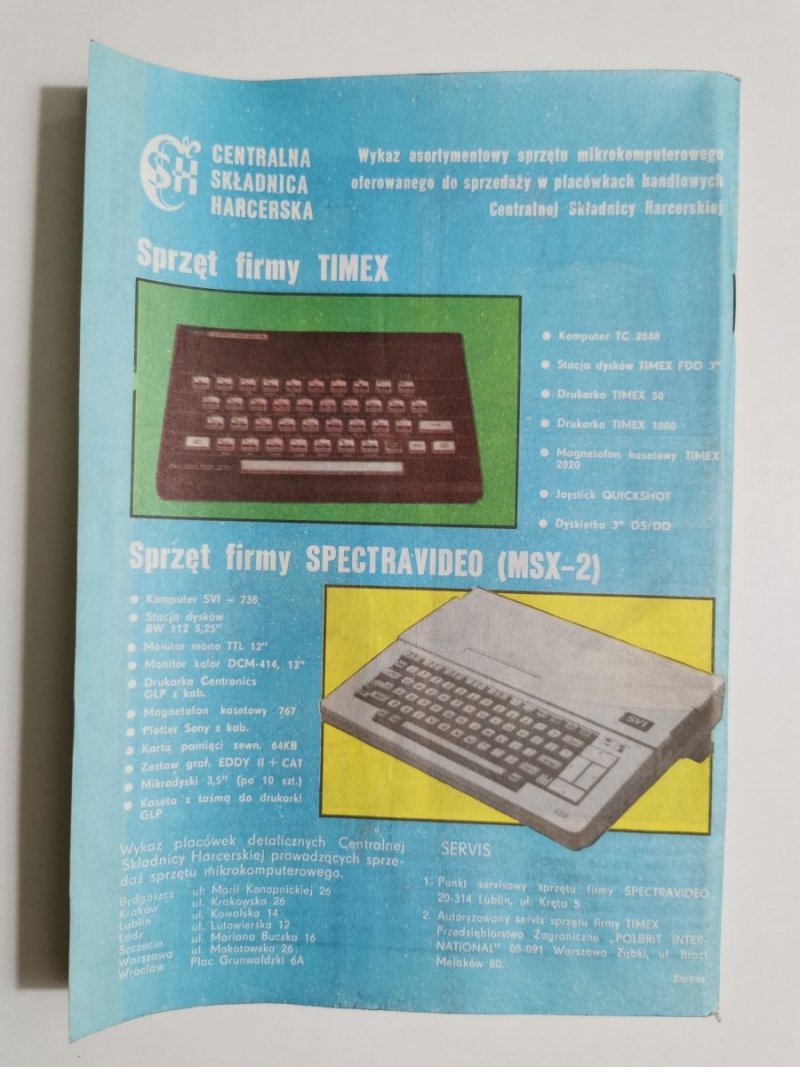 CSH
CENTRALNA
SKŁADNICA
HARCERSKA
Wykaz asortymentowy sprzętu mikrokomputerowego
oferowanego do sprzedaży w placówkach handlowych
Centralnej Składnicy Harcerskiej
Sprzęt firmy TIMEX
Komputer TC 2048
Stacja dysków TIMEX FDD 3"
Drukarka TIMEX 50
Drukarka TIMEX 1000
Magnetofon kasetowy TIMEX
2020
Joystick QUICKSHOT
Dyskietka 3" DS/DD
Sprzęt firmy SPECTRAVIDEO (MSX-2)
Komputer SVI – 738
Stacja dysków
BW 112 5,25"
Monitor mono TTL 12"
Monitor kolor DCM-414, 13"
Drukarka Centronics
GLP z kab.
Magnetofon kasetowy 767
Plotter Sony z kab.
Karta pamięci zewn. 64KB
Zestaw graf. EDDY II + CAT
Mikrodyski 3,5" (po 10 szt.)
Kaseta z taśmą do drukarki
GLP
SVI
Wykaz placówek detalicznych Centralnej
Składnicy Harcerskiej prowadzących sprze-
daż sprzętu mikrokomputerowego.
Bydgoszcz ul. Marii Konopnickiej 26
Kraków ul. Krakowska 26
Lublin ul. Kowalska 14
Łódź ul. Lutowierska 12
Szczecin ul. Mariana Buczka 16
Warszawa ul. Mokotowska 26
Wrocław Plac Grunwaldzki 6A
SERVIS
1. Punkt serwisowy sprzętu firmy SPECTRAVIDEO
20-314 Lublin, ul. Kręta 5
2. Autoryzowany servis sprzętu firmy TIMEX
Przedsiębiorstwo Zagraniczne „POLBRIT INTER-
NATIONAL" 05-091 Warszawa Ząbki, ul. Braci
Melaków 80.